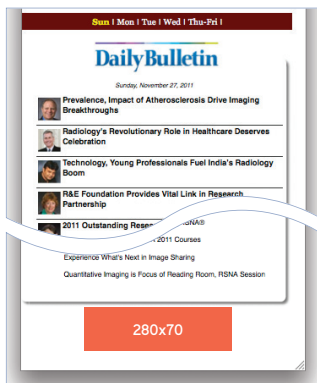 Sun | Mon | Tue | Wed | Thu-Fri |
DailyBulletin
Sunday, November 27, 2011
Prevalence, Impact of Atherosclerosis Drive Imaging
Breakthroughs
Radiology's Revolutionary Role in Healthcare Deserves
Celebration
Technology, Young Professionals Fuel India's Radiology
Boom
R&E Foundation Provides Vital Link in Research
Partnership
2011 Outstanding
2011 Courses
Experience What's Next in Image Sharing
Quantitative Imaging is Focus of Reading Room, RSNA Session
280x70